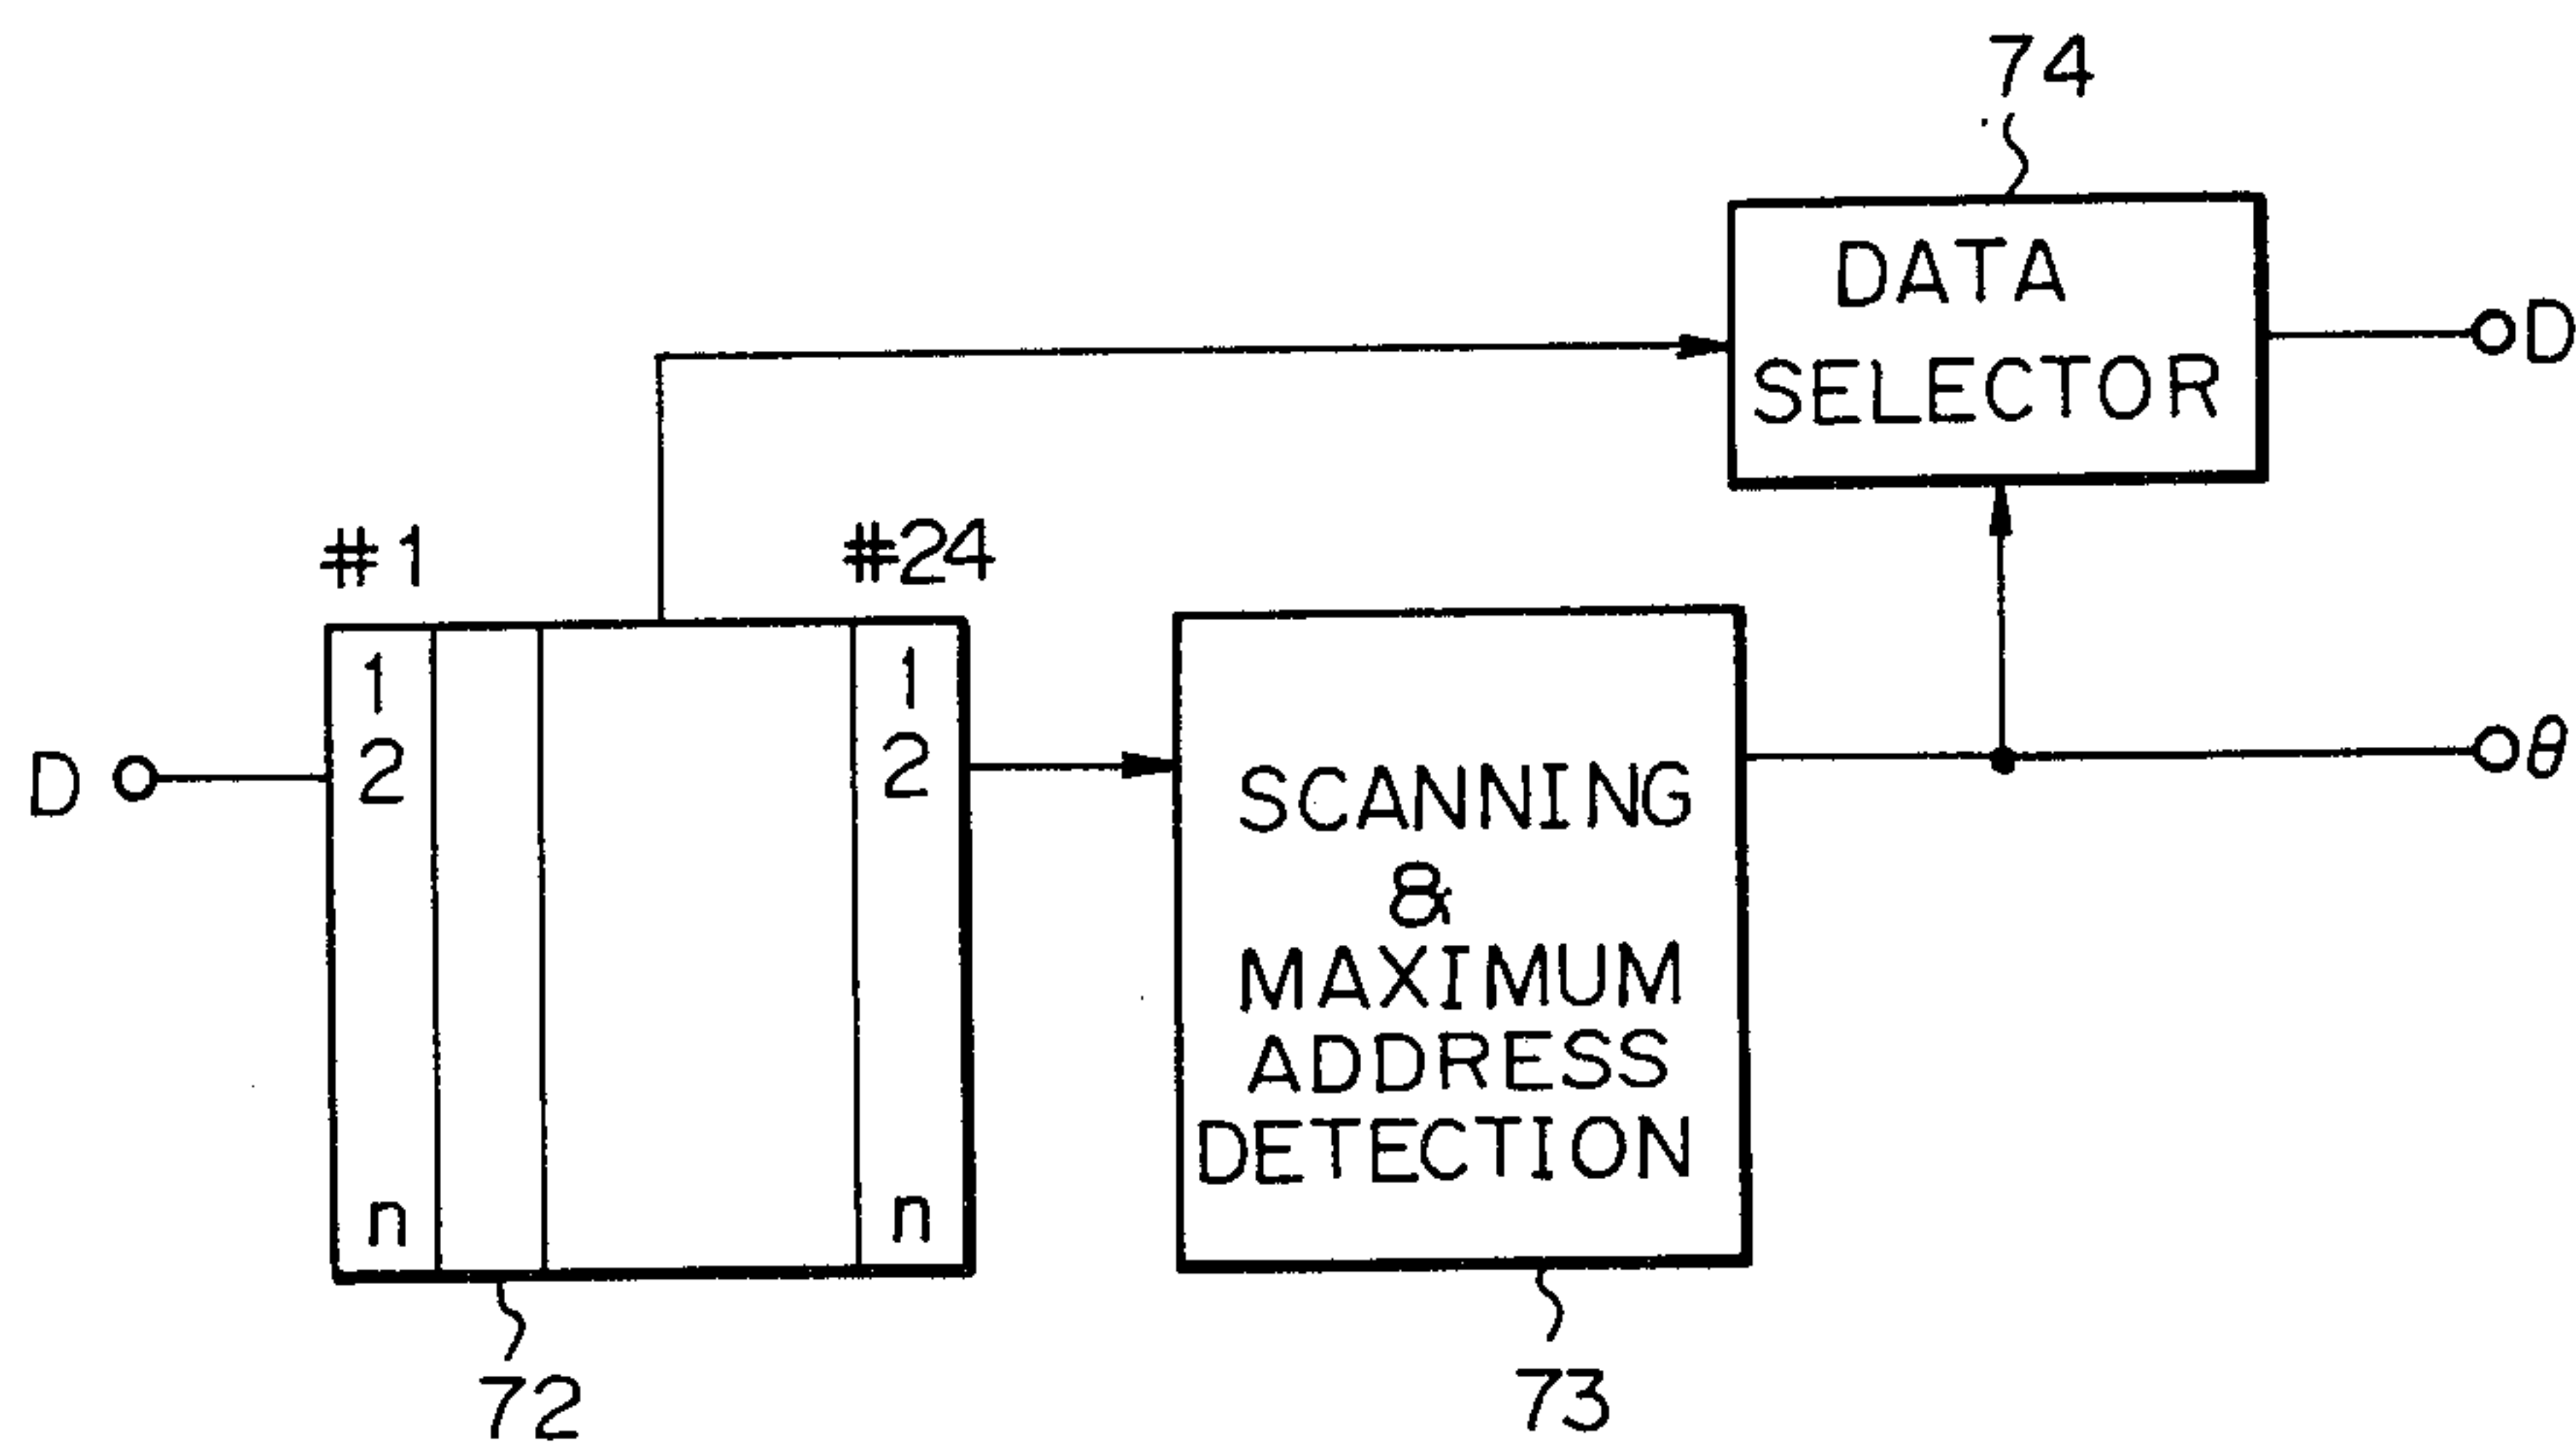 74
DATA
SELECTOR
D
#1
#24
1
2
n
1
2
n
D
SCANNING
&
MAXIMUM
ADDRESS
DETECTION
θ
72
73